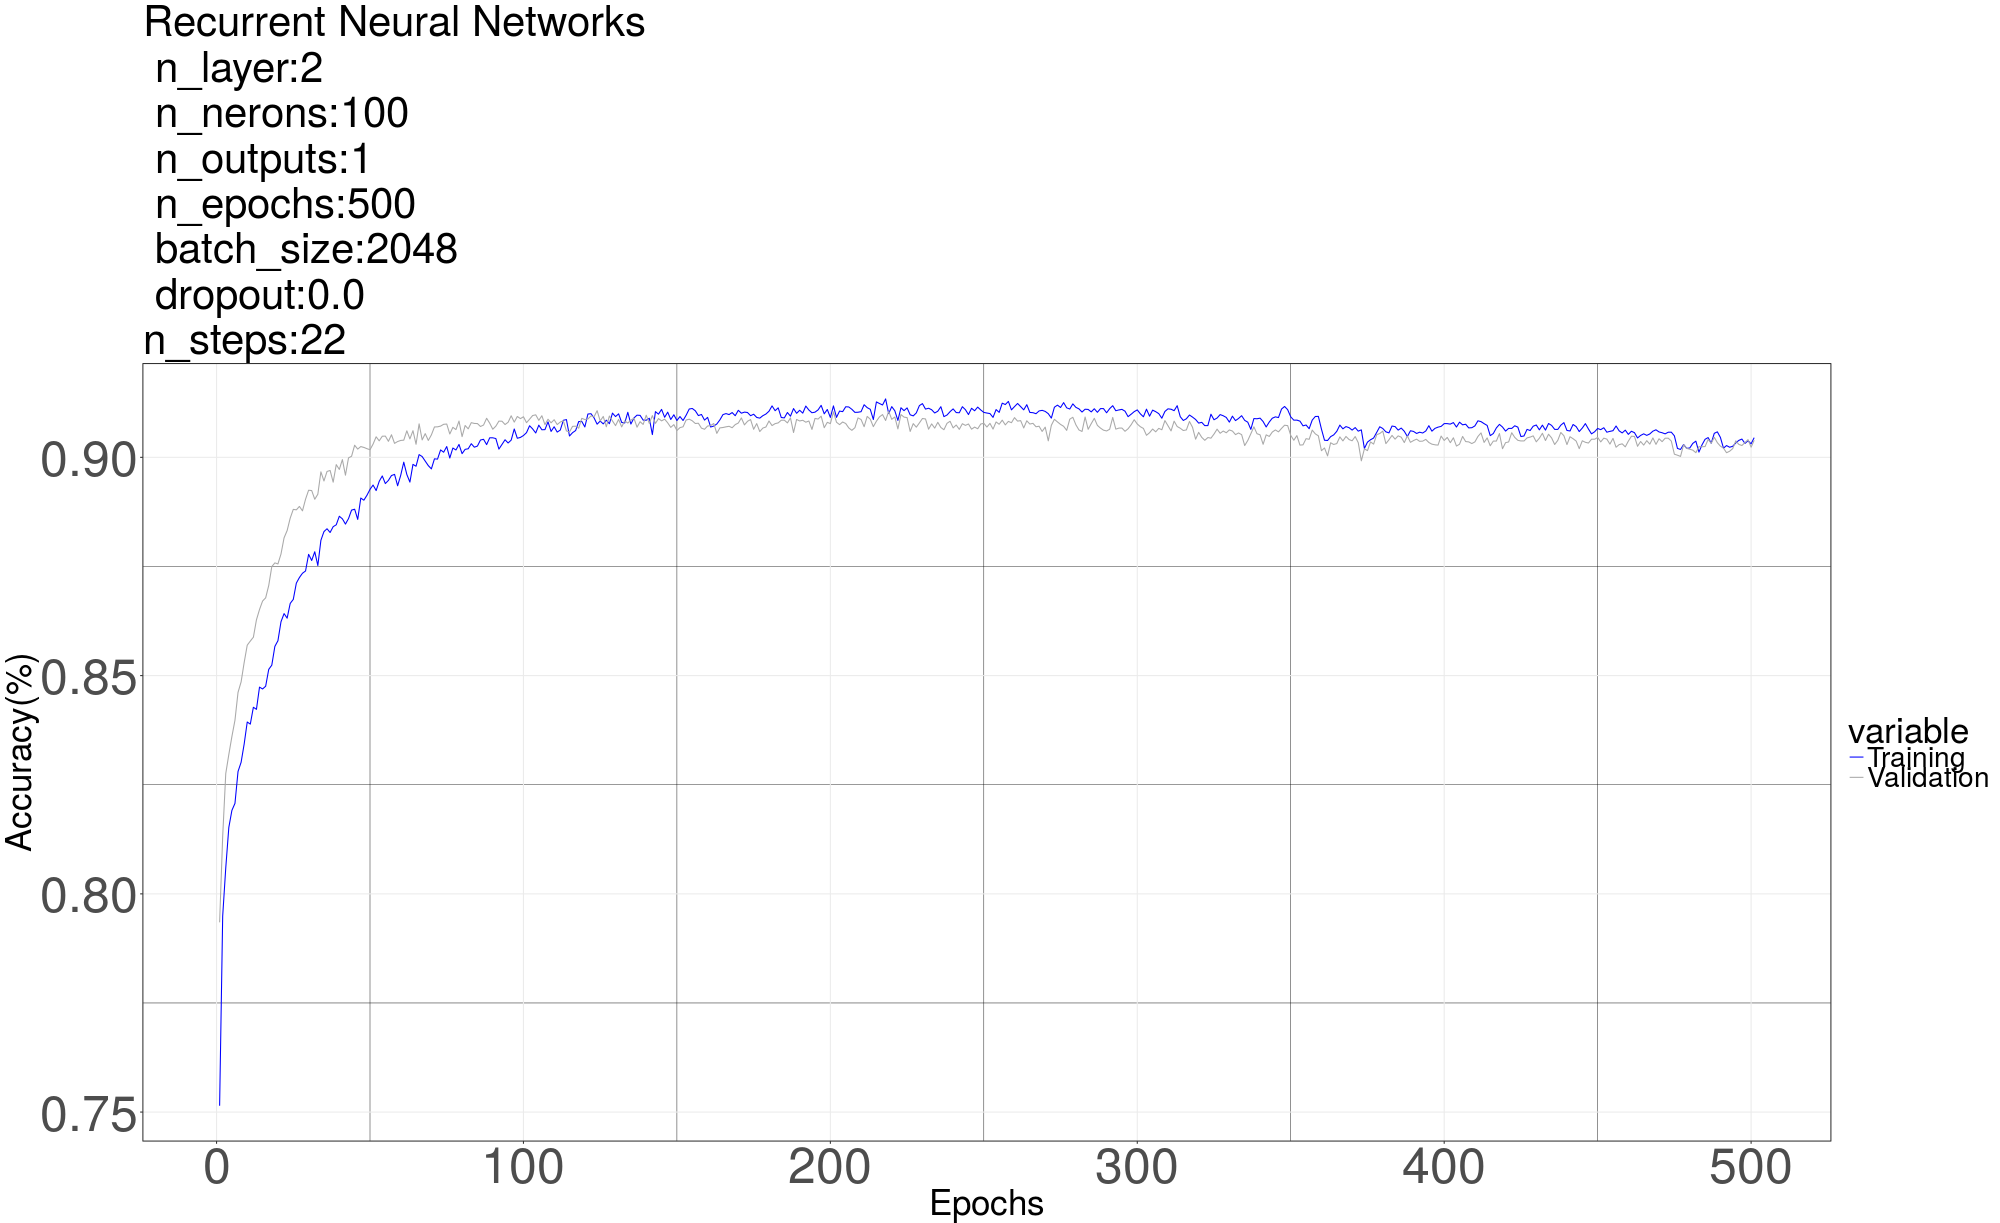 Recurrent Neural Networks
n_layer:2
n_nerons:100
n_outputs:1
n_epochs:500
batch_size:2048
dropout:0.0
n_steps:22
0.90
0.85
0.80
0.75
Accuracy(%)
0 100 200 300 400 500
Epochs
variable
Training
Validation